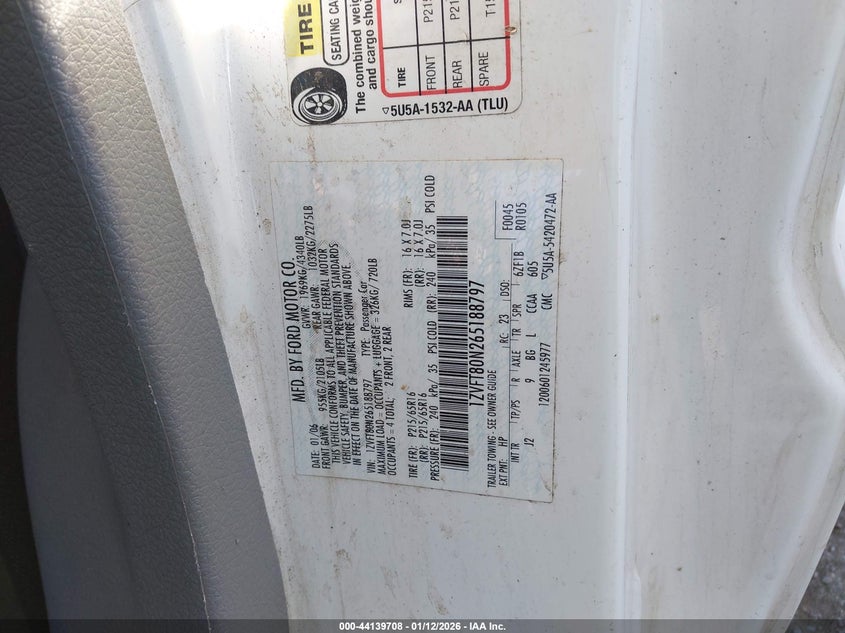 TIRE
SEATING CA
The combined weig
and cargo shou
TIRE
FRONT P215
REAR P21
SPARE T15
5U5A-1532-AA (TLU)
MFD. BY FORD MOTOR CO.
DATE: 01/06 GVWR: 1969KG/4340LB
FRONT GAWR: 955KG/2105LB REAR GAWR: 1032KG/2275LB
THIS VEHICLE CONFORMS TO ALL APPLICABLE FEDERAL MOTOR
VEHICLE SAFETY, BUMPER, AND THEFT PREVENTION STANDARDS
IN EFFECT ON THE DATE OF MANUFACTURE SHOWN ABOVE.
VIN: 1ZVFT80N265188797 TYPE: Passenger Car
MAXIMUM LOAD = OCCUPANTS + LUGGAGE = 326KG/ 720LB
OCCUPANTS = 4 TOTAL, 2 FRONT, 2 REAR
TIRE (FR): P215/65R16 RIMS (FR): 16 X 7.0J
(RR): P215/65R16 (RR): 16 X 7.0J
PRESSURE (FR): 240 kPa/ 35 PSI COLD (RR): 240 kPa/ 35 PSI COLD
1ZVFT80N265188797
TRAILER TOWING - SEE OWNER GUIDE F0045
EXT PNT: HP RC: 23 DSO: R0105
INT TR TP/PS R AXLE TR SPR 6ZF1B
J2 9 BG L CCAA 605
1200601245977 CMC 5U5A-5420472-AA
000-44139708 - 01/12/2026 - IAA Inc.